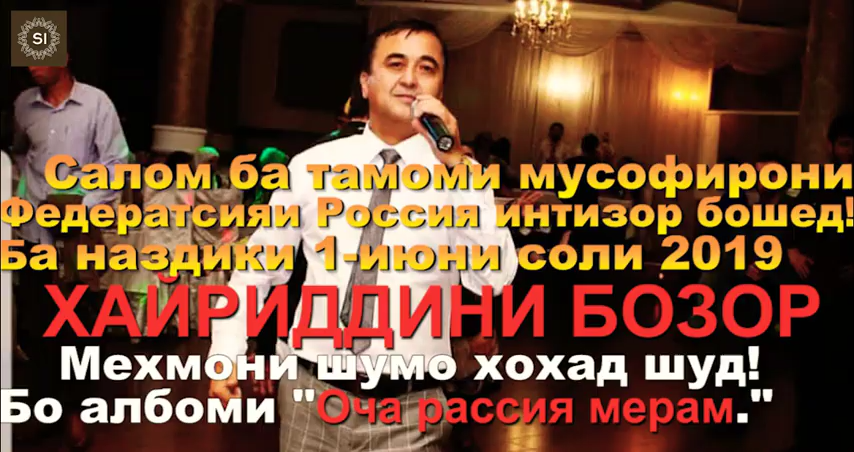 SI
Салом ба тамоми мусофирони
Федератсияи Россия интизор бошед!
Ба наздики 1-июни соли 2019
ХАЙРИДДИНИ БОЗОР
Мехмони шумо хохад шуд!
Бо албоми "Оча рассия мерам."